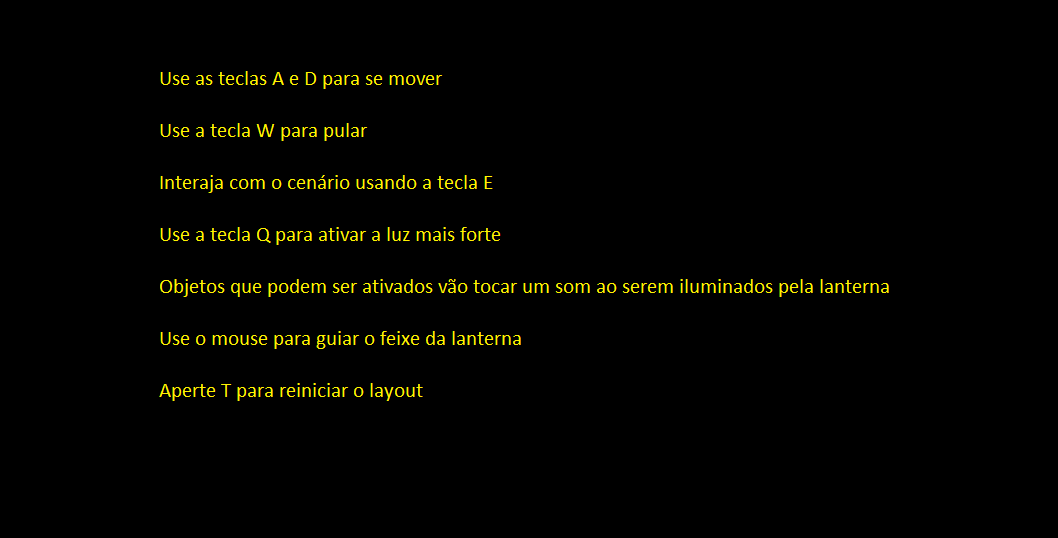 Use as teclas A e D para se mover
Use a tecla W para pular
Interaja com o cenário usando a tecla E
Use a tecla Q para ativar a luz mais forte
Objetos que podem ser ativados vão tocar um som ao serem iluminados pela lanterna
Use o mouse para guiar o feixe da lanterna
Aperte T para reiniciar o layout